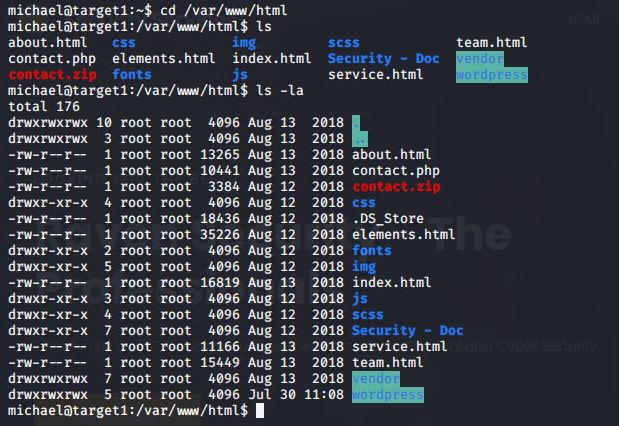 michael@target1:~$ cd /var/www/html
HOME
michael@target1:/var/www/html$ ls
about.html css img scss team.html
contact.php elements.html index.html Security - Doc vendor
contact.zip fonts js service.html wordpress
michael@target1:/var/www/html$ ls -la
total 176
drwxrwxrwx 10 root root 4096 Aug 13 2018 .
drwxrwxrwx 3 root root 4096 Aug 12 2018 ..
-rw-r--r-- 1 root root 13265 Aug 13 2018 about.html
-rw-r--r-- 1 root root 10441 Aug 13 2018 contact.php
-rw-r--r-- 1 root root 3384 Aug 12 2018 contact.zip
drwxr-xr-x 4 root root 4096 Aug 12 2018 css
-rw-r--r-- 1 root root 18436 Aug 12 2018 .DS_Store
-rw-r--r-- 1 root root 35226 Aug 12 2018 elements.html
drwxr-xr-x 2 root root 4096 Aug 12 2018 fonts
drwxr-xr-x 5 root root 4096 Aug 12 2018 img
-rw-r--r-- 1 root root 16819 Aug 13 2018 index.html
drwxr-xr-x 3 root root 4096 Aug 12 2018 js
drwxr-xr-x 4 root root 4096 Aug 12 2018 scss
drwxr-xr-x 7 root root 4096 Aug 12 2018 Security - Doc
-rw-r--r-- 1 root root 11166 Aug 13 2018 service.html
-rw-r--r-- 1 root root 15449 Aug 13 2018 team.html
drwxrwxrwx 7 root root 4096 Aug 13 2018 vendor
drwxrwxrwx 5 root root 4096 Jul 30 11:08 wordpress
michael@target1:/var/www/html$
The
and Cyber Security.